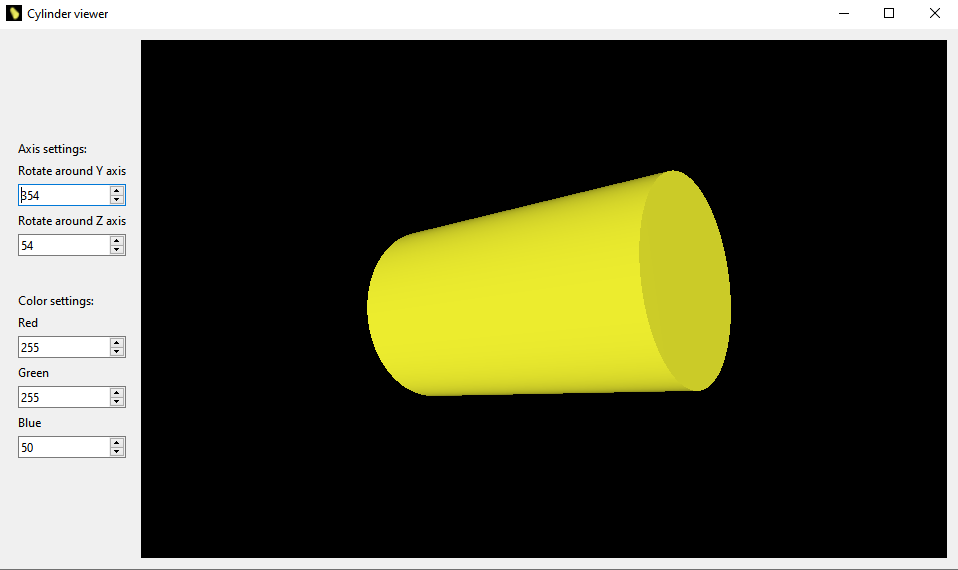 Cylinder viewer
Axis settings:
Rotate around Y axis
354
Rotate around Z axis
54
Color settings:
Red
255
Green
255
Blue
50